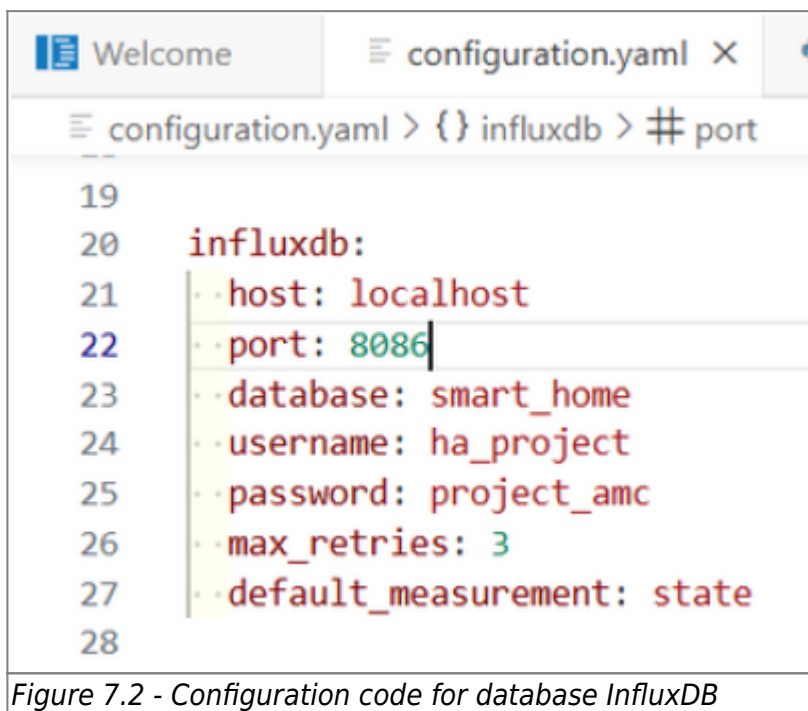 Welcome configuration.yaml ×
configuration.yaml > {} influxdb > # port
19
20 influxdb:
21 host: localhost
22 port: 8086
23 database: smart_home
24 username: ha_project
25 password: project_amc
26 max_retries: 3
27 default_measurement: state
28
Figure 7.2 - Configuration code for database InfluxDB